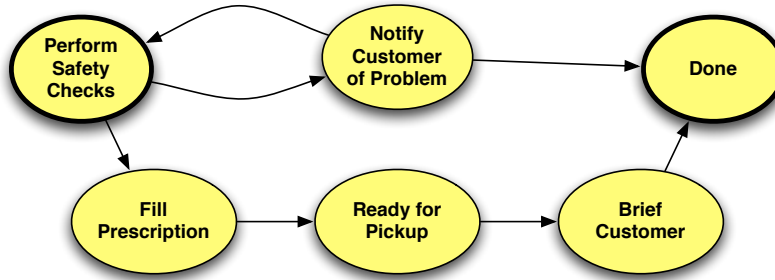 Perform
Safety
Checks
Notify
Customer
of Problem
Done
Fill
Prescription
Ready for
Pickup
Brief
Customer